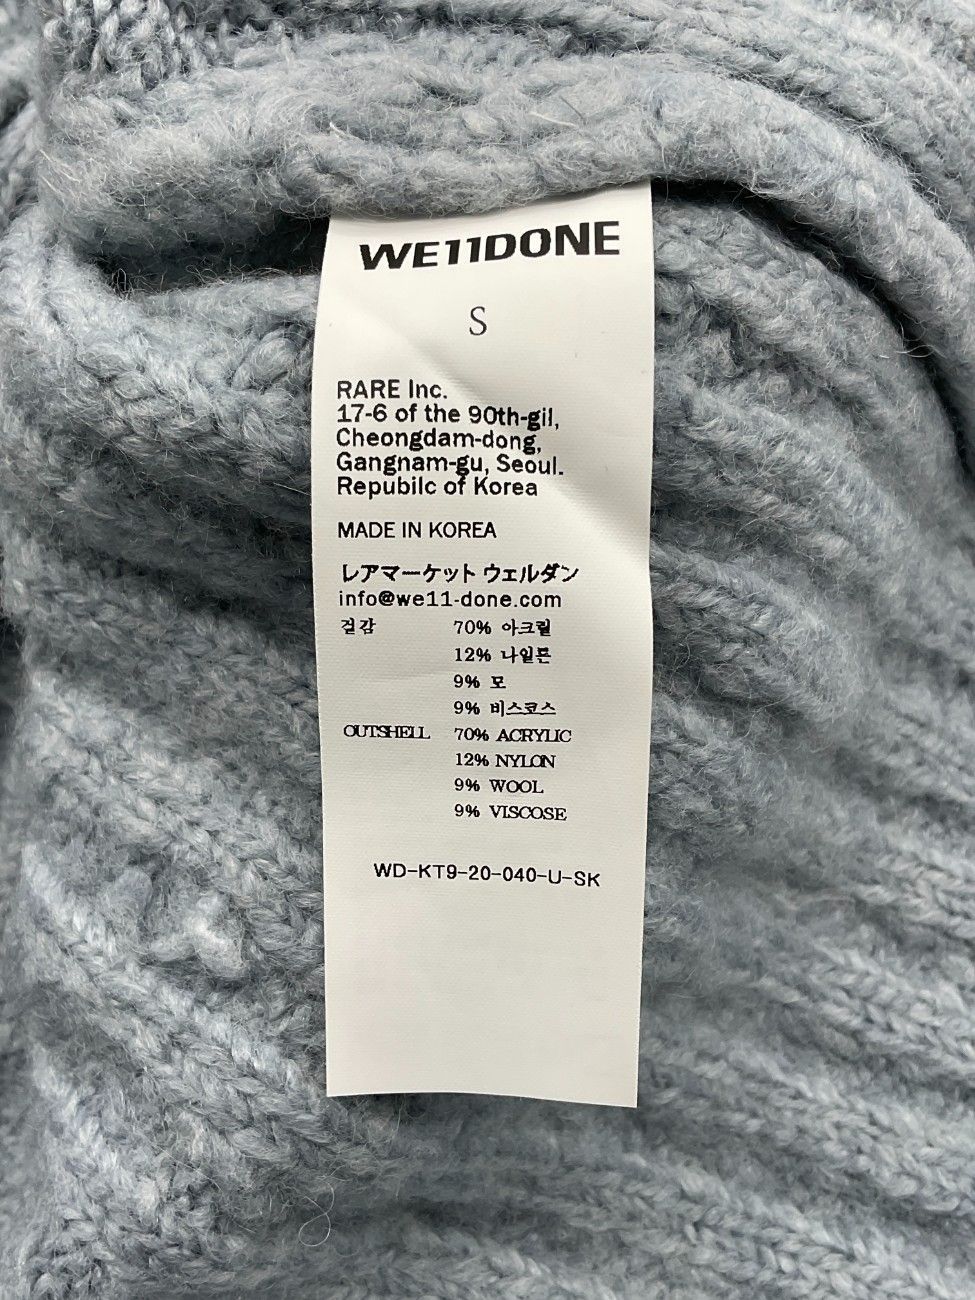 WE11DONE
S
RARE Inc.
17-6 of the 90th-gil,
Cheongdam-dong,
Gangnam-gu, Seoul.
Repubilc of Korea
MADE IN KOREA
レアマーケット ウェルダン
info@we11-done.com
겉감 70% 아크릴
12% 나일론
9% 모
9% 비스코스
OUTSHELL 70% ACRYLIC
12% NYLON
9% WOOL
9% VISCOSE
WD-KT9-20-040-U-SK